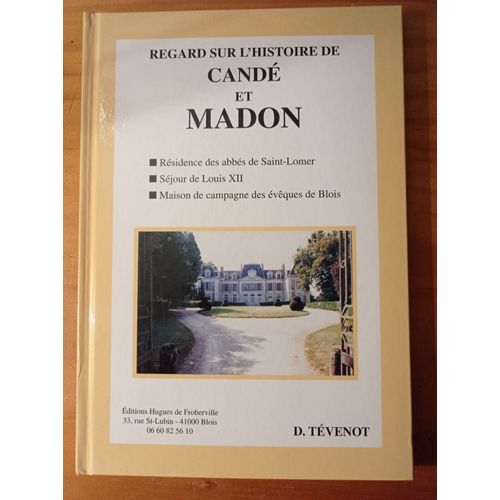 REGARD SUR L'HISTOIRE DE
CANDÉ
ET
MADON
■ Résidence des abbés de Saint-Lomer
■ Séjour de Louis XII
■ Maison de campagne des évêques de Blois
Éditions Hugues de Froberville
33, rue St-Lubin - 41000 Blois
06 60 82 56 10
D. TÉVENOT